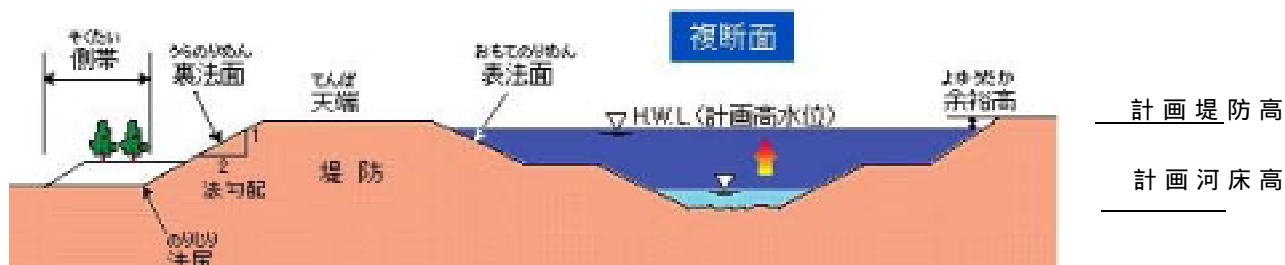 複断面
そくたい
側帯
うらのりめん
裏法面
てんば
天端
おもてのりめん
表法面
よゆうだか
余裕高
H.W.L(計画高水位)
計画堤防高
1
2
法勾配
堤防
計画河床高
のりじり
法尻